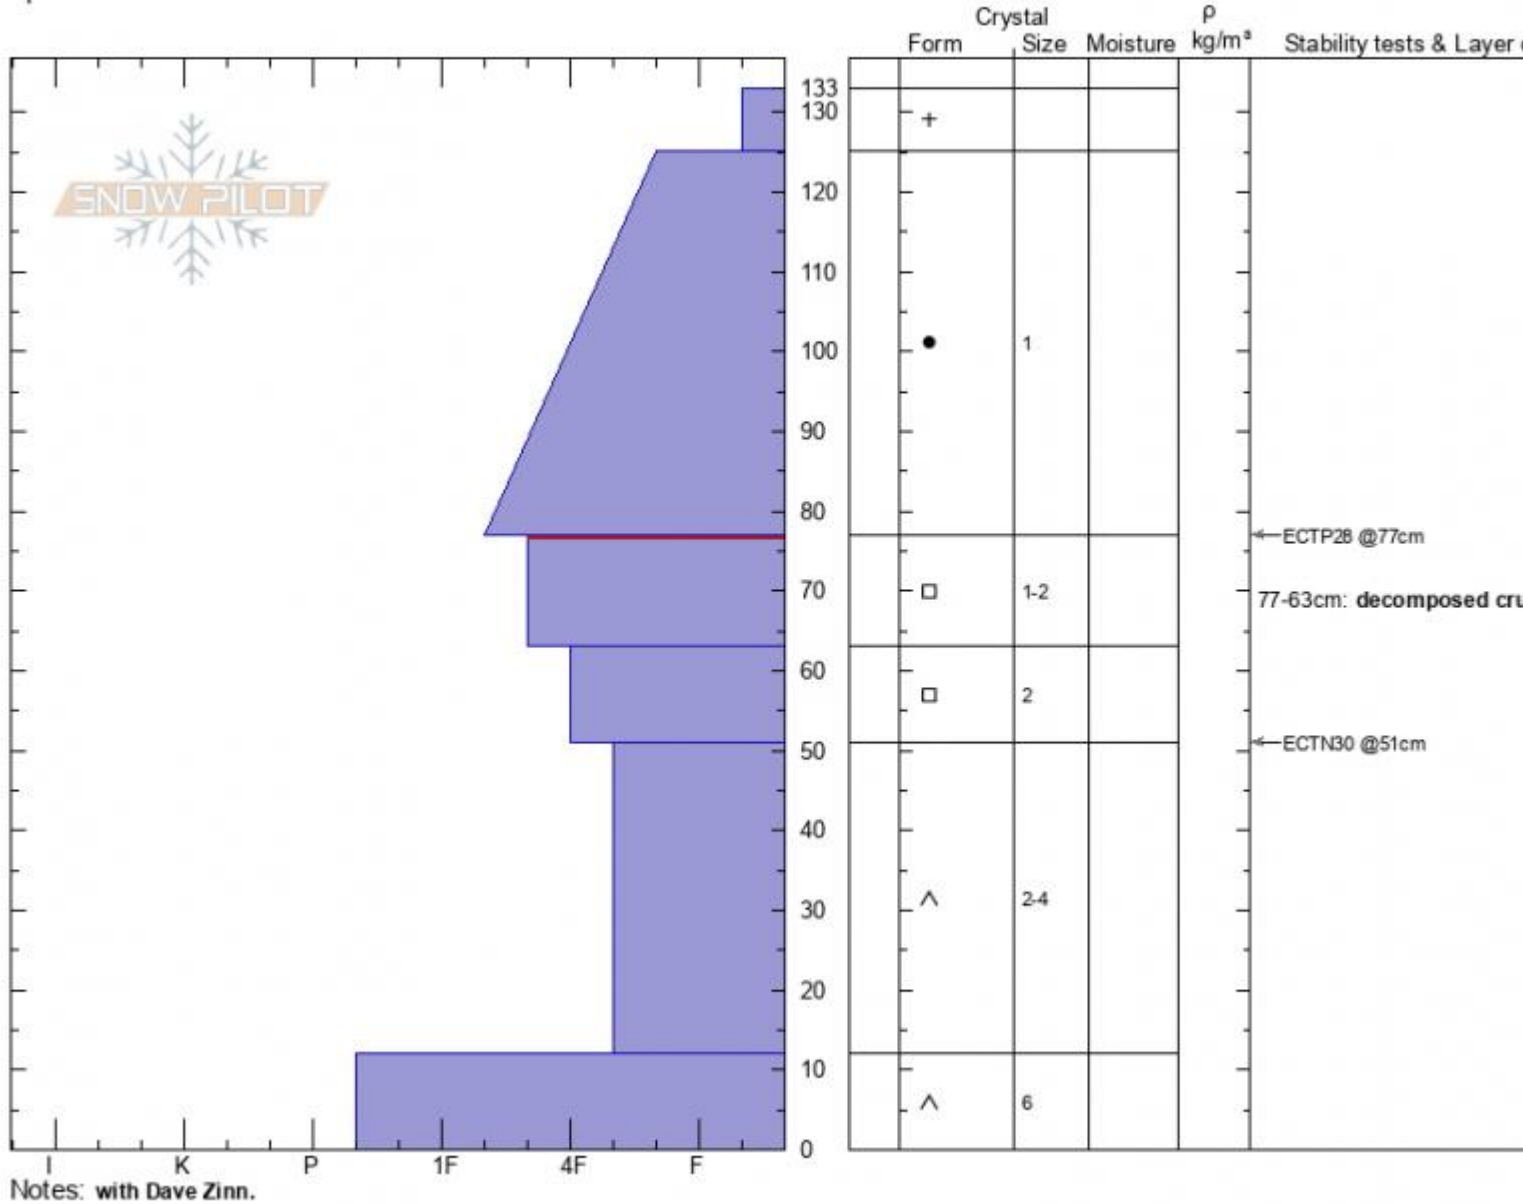 Crystal
ρ
Form Size Moisture kg/m³ Stability tests & Layer
SNOW PILOT
133
130
+
120
110
100
● 1
90
80
ECTP28 @77cm
70
□ 1-2
77-63cm: decomposed cru
60
□ 2
50
ECTN30 @51cm
40
30
^ 2-4
20
10
^ 6
0
I K P 1F 4F F
Notes: with Dave Zinn.